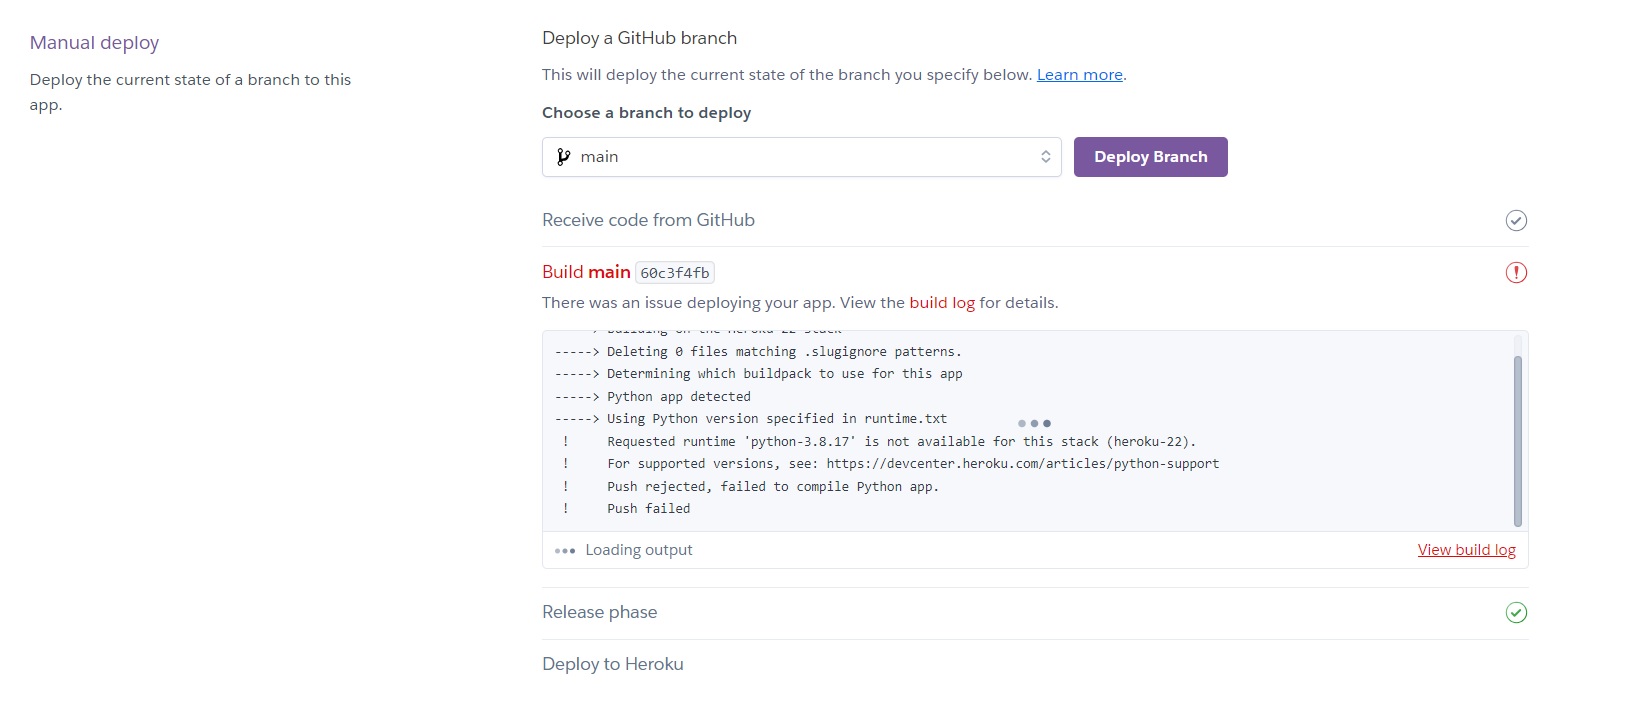 Manual deploy
Deploy the current state of a branch to this
app.
Deploy a GitHub branch
This will deploy the current state of the branch you specify below. Learn more.
Choose a branch to deploy
main
Deploy Branch
Receive code from GitHub
Build main 60c3f4fb
There was an issue deploying your app. View the build log for details.
-----> Building on the Heroku-22 stack
-----> Deleting 0 files matching .slugignore patterns.
-----> Determining which buildpack to use for this app
-----> Python app detected
-----> Using Python version specified in runtime.txt
! Requested runtime 'python-3.8.17' is not available for this stack (heroku-22).
! For supported versions, see: https://devcenter.heroku.com/articles/python-support
! Push rejected, failed to compile Python app.
! Push failed
Loading output
View build log
Release phase
Deploy to Heroku